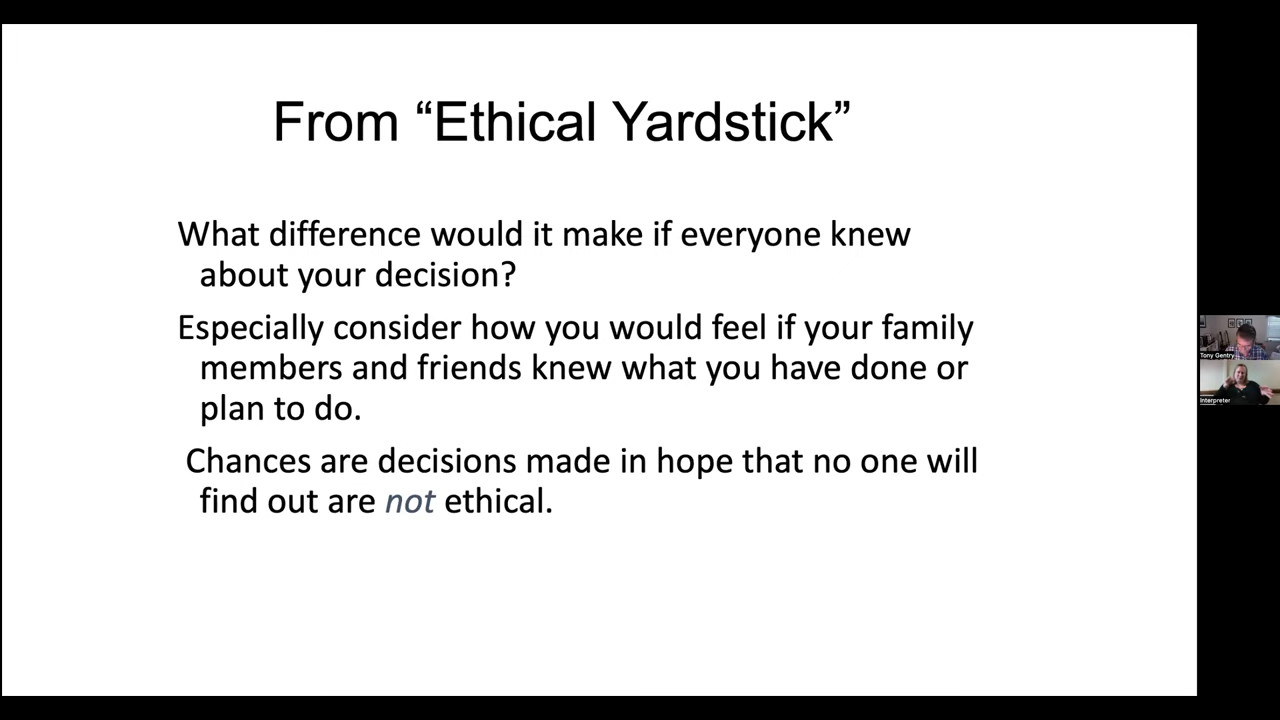 From “Ethical Yardstick”
What difference would it make if everyone knew
about your decision?
Especially consider how you would feel if your family
members and friends knew what you have done or
plan to do.
Chances are decisions made in hope that no one will
find out are not ethical.
Tony Gentry
Interpreter